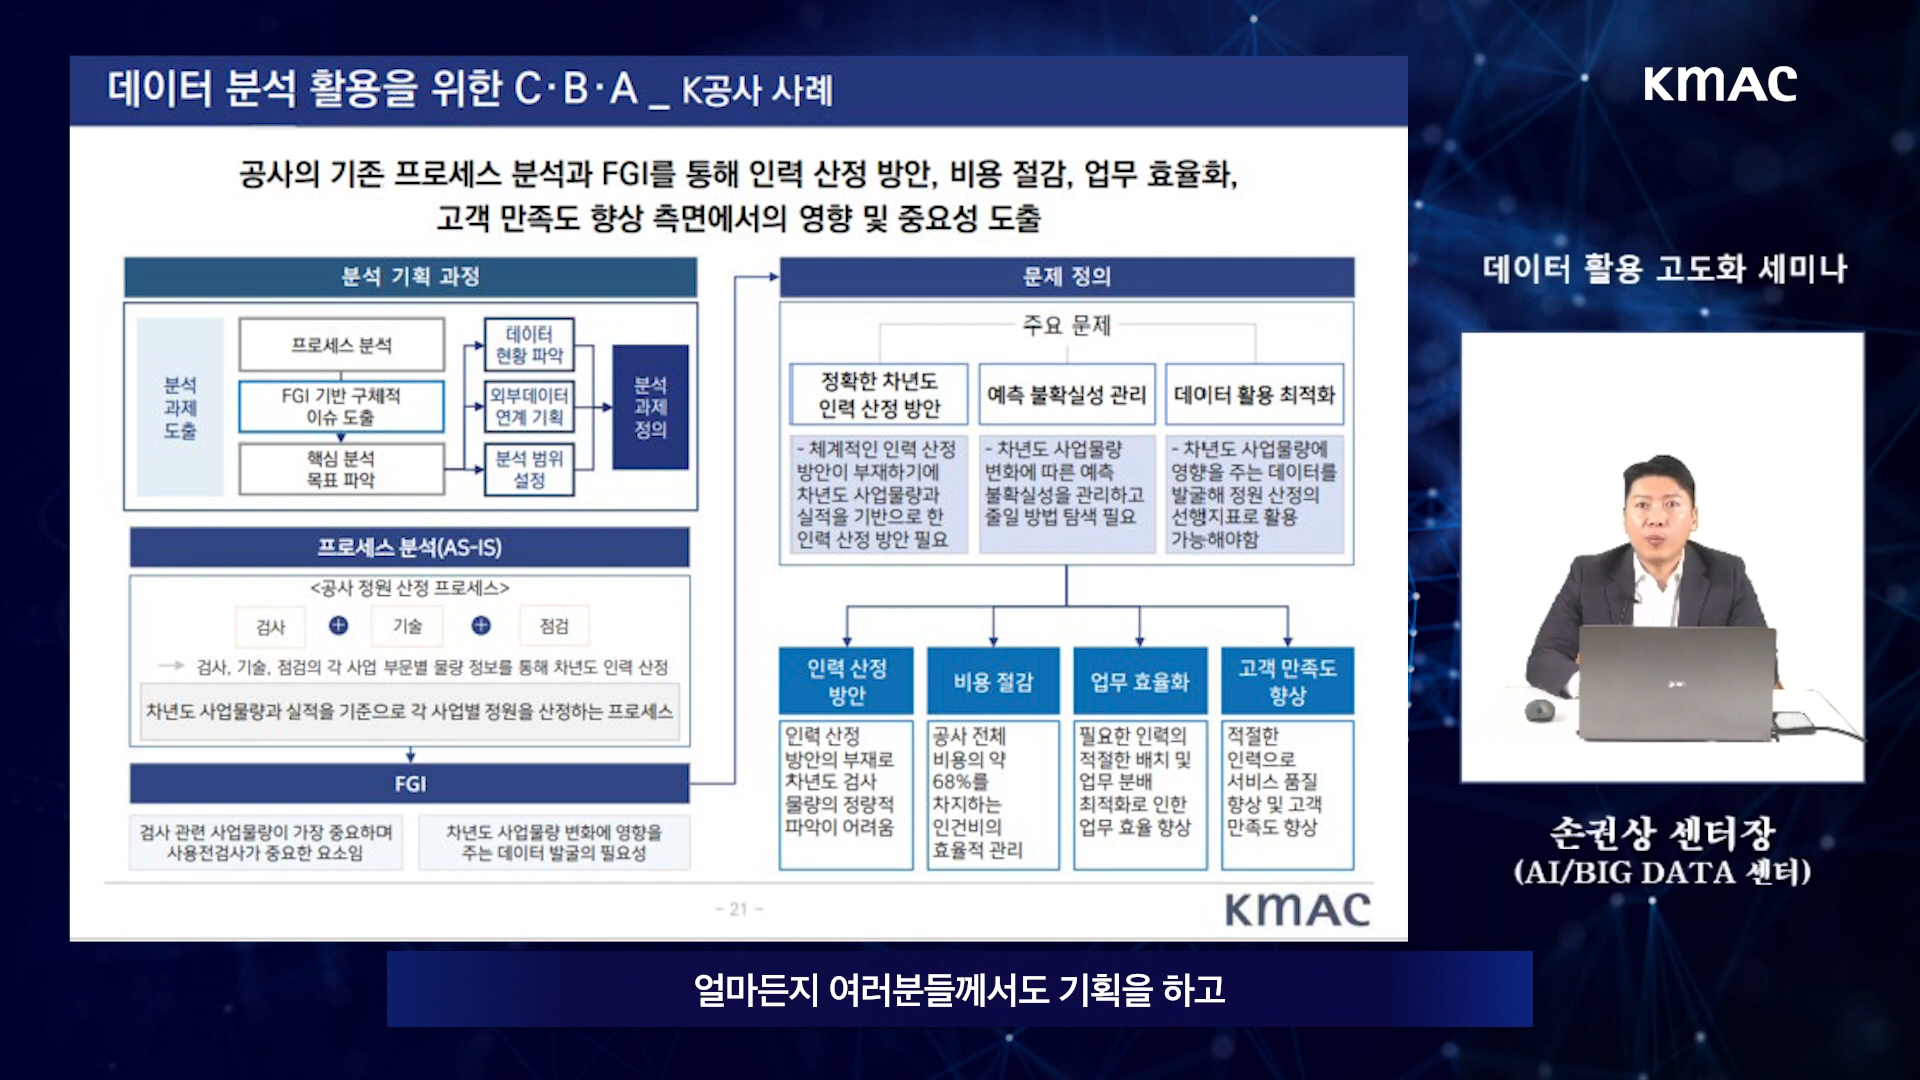 데이터 분석 활용을 위한 C·B·A _ K공사 사례
KMAC
공사의 기존 프로세스 분석과 FGI를 통해 인력 산정 방안, 비용 절감, 업무 효율화,
고객 만족도 향상 측면에서의 영향 및 중요성 도출
분석 기획 과정
분석
과제
도출
프로세스 분석
FGI 기반 구체적
이슈 도출
핵심 분석
목표 파악
데이터
현황 파악
외부데이터
연계 기획
분석 범위
설정
분석
과제
정의
프로세스 분석(AS-IS)
<공사 정원 산정 프로세스>
검사
기술
점검
검사, 기술, 점검의 각 사업 부문별 물량 정보를 통해 차년도 인력 산정
차년도 사업물량과 실적을 기준으로 각 사업별 정원을 산정하는 프로세스
FGI
검사 관련 사업물량이 가장 중요하며
사용전검사가 중요한 요소임
차년도 사업물량 변화에 영향을
주는 데이터 발굴의 필요성
문제 정의
주요 문제
정확한 차년도
인력 산정 방안
예측 불확실성 관리
데이터 활용 최적화
- 체계적인 인력 산정
방안이 부재하기에
차년도 사업물량과
실적을 기반으로 한
인력 산정 방안 필요
- 차년도 사업물량
변화에 따른 예측
불확실성을 관리하고
줄일 방법 탐색 필요
- 차년도 사업물량에
영향을 주는 데이터를
발굴해 정원 산정의
선행지표로 활용
가능해야함
인력 산정
방안
비용 절감
업무 효율화
고객 만족도
향상
인력 산정
방안의 부재로
차년도 검사
물량의 정량적
파악이 어려움
공사 전체
비용의 약
68%를
차지하는
인건비의
효율적 관리
필요한 인력의
적절한 배치 및
업무 분배
최적화로 인한
업무 효율 향상
적절한
인력으로
서비스 품질
향상 및 고객
만족도 향상
- 21 -
KMAC
데이터 활용 고도화 세미나
손권상 센터장
(AI/BIG DATA 센터)
얼마든지 여러분들께서도 기획을 하고